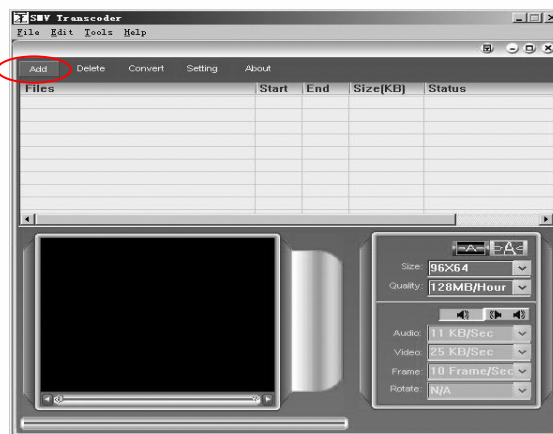 SMV Transcoder
File Edit Tools Help
Add Delete Convert Setting About
Files Start End Size(KB) Status
A A
Size: 96X64
Quality: 128MB/Hour
Audio: 11 KB/Sec
Video: 25 KB/Sec
Frame: 10 Frame/Sec
Rotate: N/A